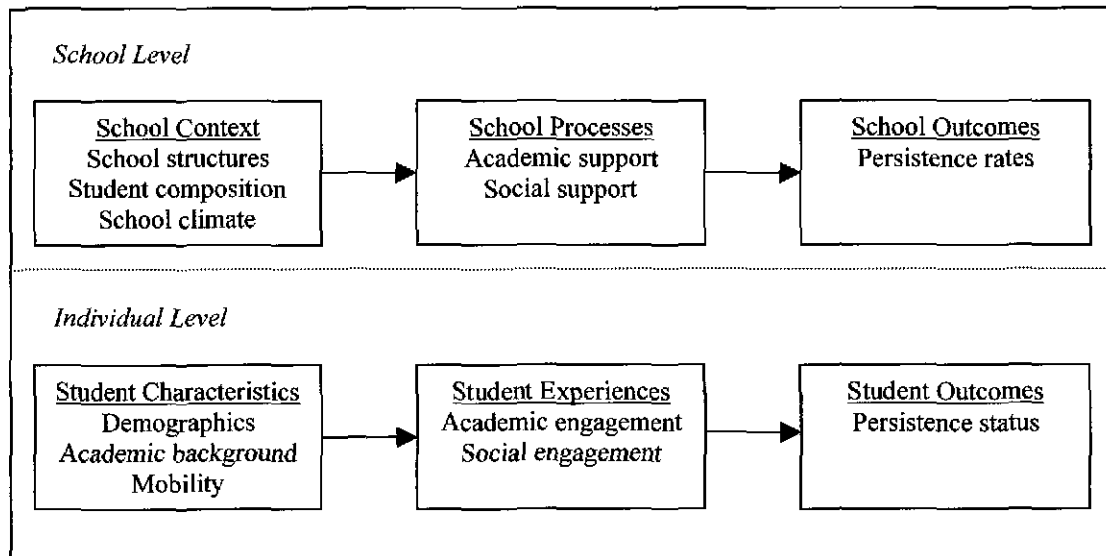 School Level
School Context
School structures
Student composition
School climate
School Processes
Academic support
Social support
School Outcomes
Persistence rates
Individual Level
Student Characteristics
Demographics
Academic background
Mobility
Student Experiences
Academic engagement
Social engagement
Student Outcomes
Persistence status